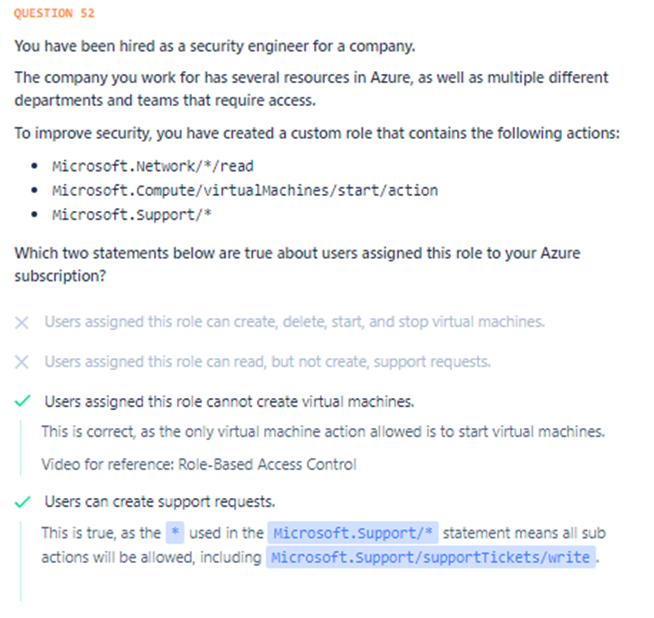 QUESTION 52
You have been hired as a security engineer for a company.
The company you work for has several resources in Azure, as well as multiple different
departments and teams that require access.
To improve security, you have created a custom role that contains the following actions:
• Microsoft.Network/*/read
• Microsoft.Compute/virtualMachines/start/action
• Microsoft.Support/*
Which two statements below are true about users assigned this role to your Azure
subscription?
Users assigned this role can create, delete, start, and stop virtual machines.
Users assigned this role can read, but not create, support requests.
Users assigned this role cannot create virtual machines.
This is correct, as the only virtual machine action allowed is to start virtual machines.
Video for reference: Role-Based Access Control
Users can create support requests.
This is true, as the * used in the Microsoft.Support/* statement means all sub
actions will be allowed, including Microsoft.Support/supportTickets/write.